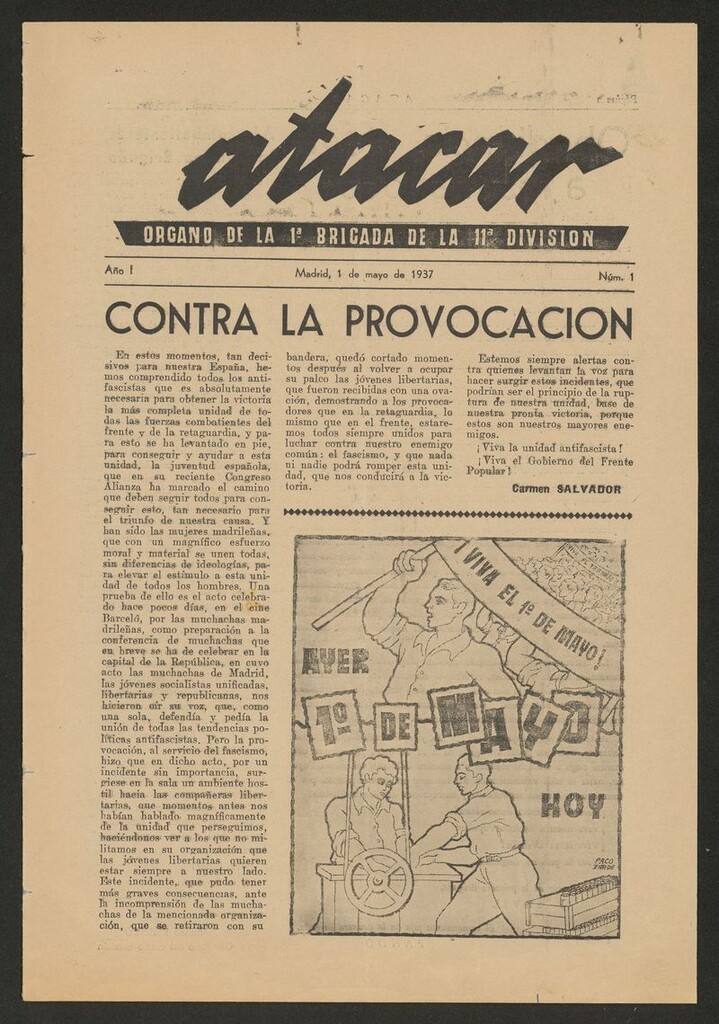 atacar
ORGANO DE LA 1ª BRIGADA DE LA 11ª DIVISION
Año I
Madrid, 1 de mayo de 1937
Núm. 1
CONTRA LA PROVOCACION
En estos momentos, tan deci-
sivos para nuestra España, he-
mos comprendido todos los anti-
fascistas que es absolutamente
necesaria para obtener la victoria
la más completa unidad de to-
das las fuerzas combatientes del
frente y de la retaguardia, y pa-
ra esto se ha levantado en pie,
para conseguir y ayudar a esta
unidad, la juventud española,
que en su reciente Congreso
Alianza ha marcado el camino
que deben seguir todos para con-
seguir esto, tan necesario para
el triunfo de nuestra causa. Y
han sido las mujeres madrileñas,
que con un magnífico esfuerzo
moral y material se unen todas,
sin diferencias de ideologías, pa-
ra elevar el estímulo a esta uni-
dad de todos los hombres. Una
prueba de ello es el acto celebra-
do hace pocos días, en el cine
Barceló, por las muchachas ma-
drileñas, como preparación a la
conferencia de muchachas que
en breve se ha de celebrar en la
capital de la República, en cuyo
acto las muchachas de Madrid,
las jóvenes socialistas unificadas,
libertarias y republicanas, nos
hicieron oír su voz, que, como
una sola, defendía y pedía la
unión de todas las tendencias po-
líticas antifascistas. Pero la pro-
vocación, al servicio del fascismo,
hizo que en dicho acto, por un
incidente sin importancia, sur-
giese en la sala un ambiente hos-
til hacia las compañeras liber-
tarias, que momentos antes nos
habían hablado magníficamente
de la unidad que perseguimos,
haciéndonos ver a los que no mi-
litamos en su organización que
las jóvenes libertarias quieren
estar siempre a nuestro lado.
Este incidente, que pudo tener
más graves consecuencias, ante
la incomprensión de las mucha-
chas de la mencionada organiza-
ción, que se retiraron con su
bandera, quedó cortado momen-
tos después al volver a ocupar
su palco las jóvenes libertarias,
que fueron recibidas con una ova-
ción, demostrando a los provoca-
dores que en la retaguardia, lo
mismo que en el frente, estare-
mos todos siempre unidos para
luchar contra nuestro enemigo
común: el fascismo, y que nada
ni nadie podrá romper esta uni-
dad, que nos conducirá a la vic-
toria.
Estemos siempre alertas con-
tra quienes levantan la voz para
hacer surgir estos incidentes, que
podrían ser el principio de la rup-
tura de nuestra unidad, base de
nuestra pronta victoria, porque
estos son nuestros mayores ene-
migos.
¡Viva la unidad antifascista!
¡Viva el Gobierno del Frente
Popular!
Carmen SALVADOR
¡VIVA EL 1º DE MAYO!
AYER
1º DE MAYO
HOY
PACO